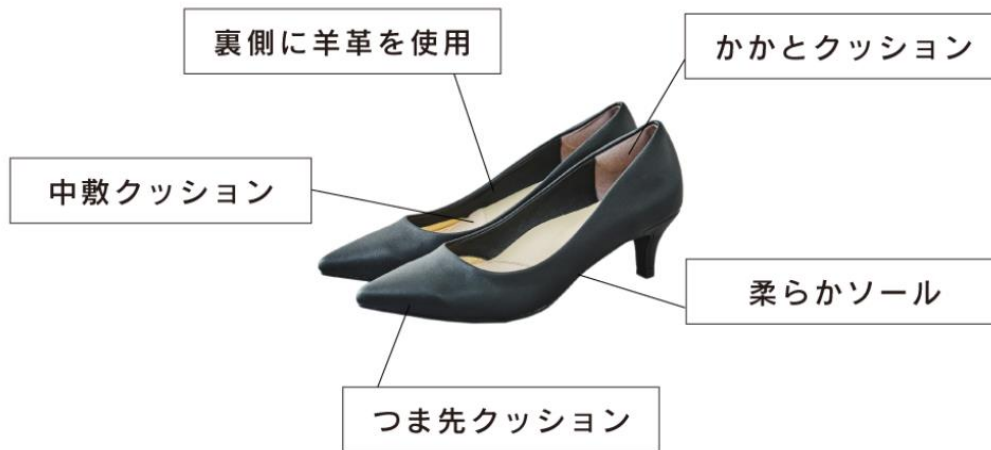 裏側に羊革を使用
かかとクッション
中敷クッション
柔らかソール
つま先クッション